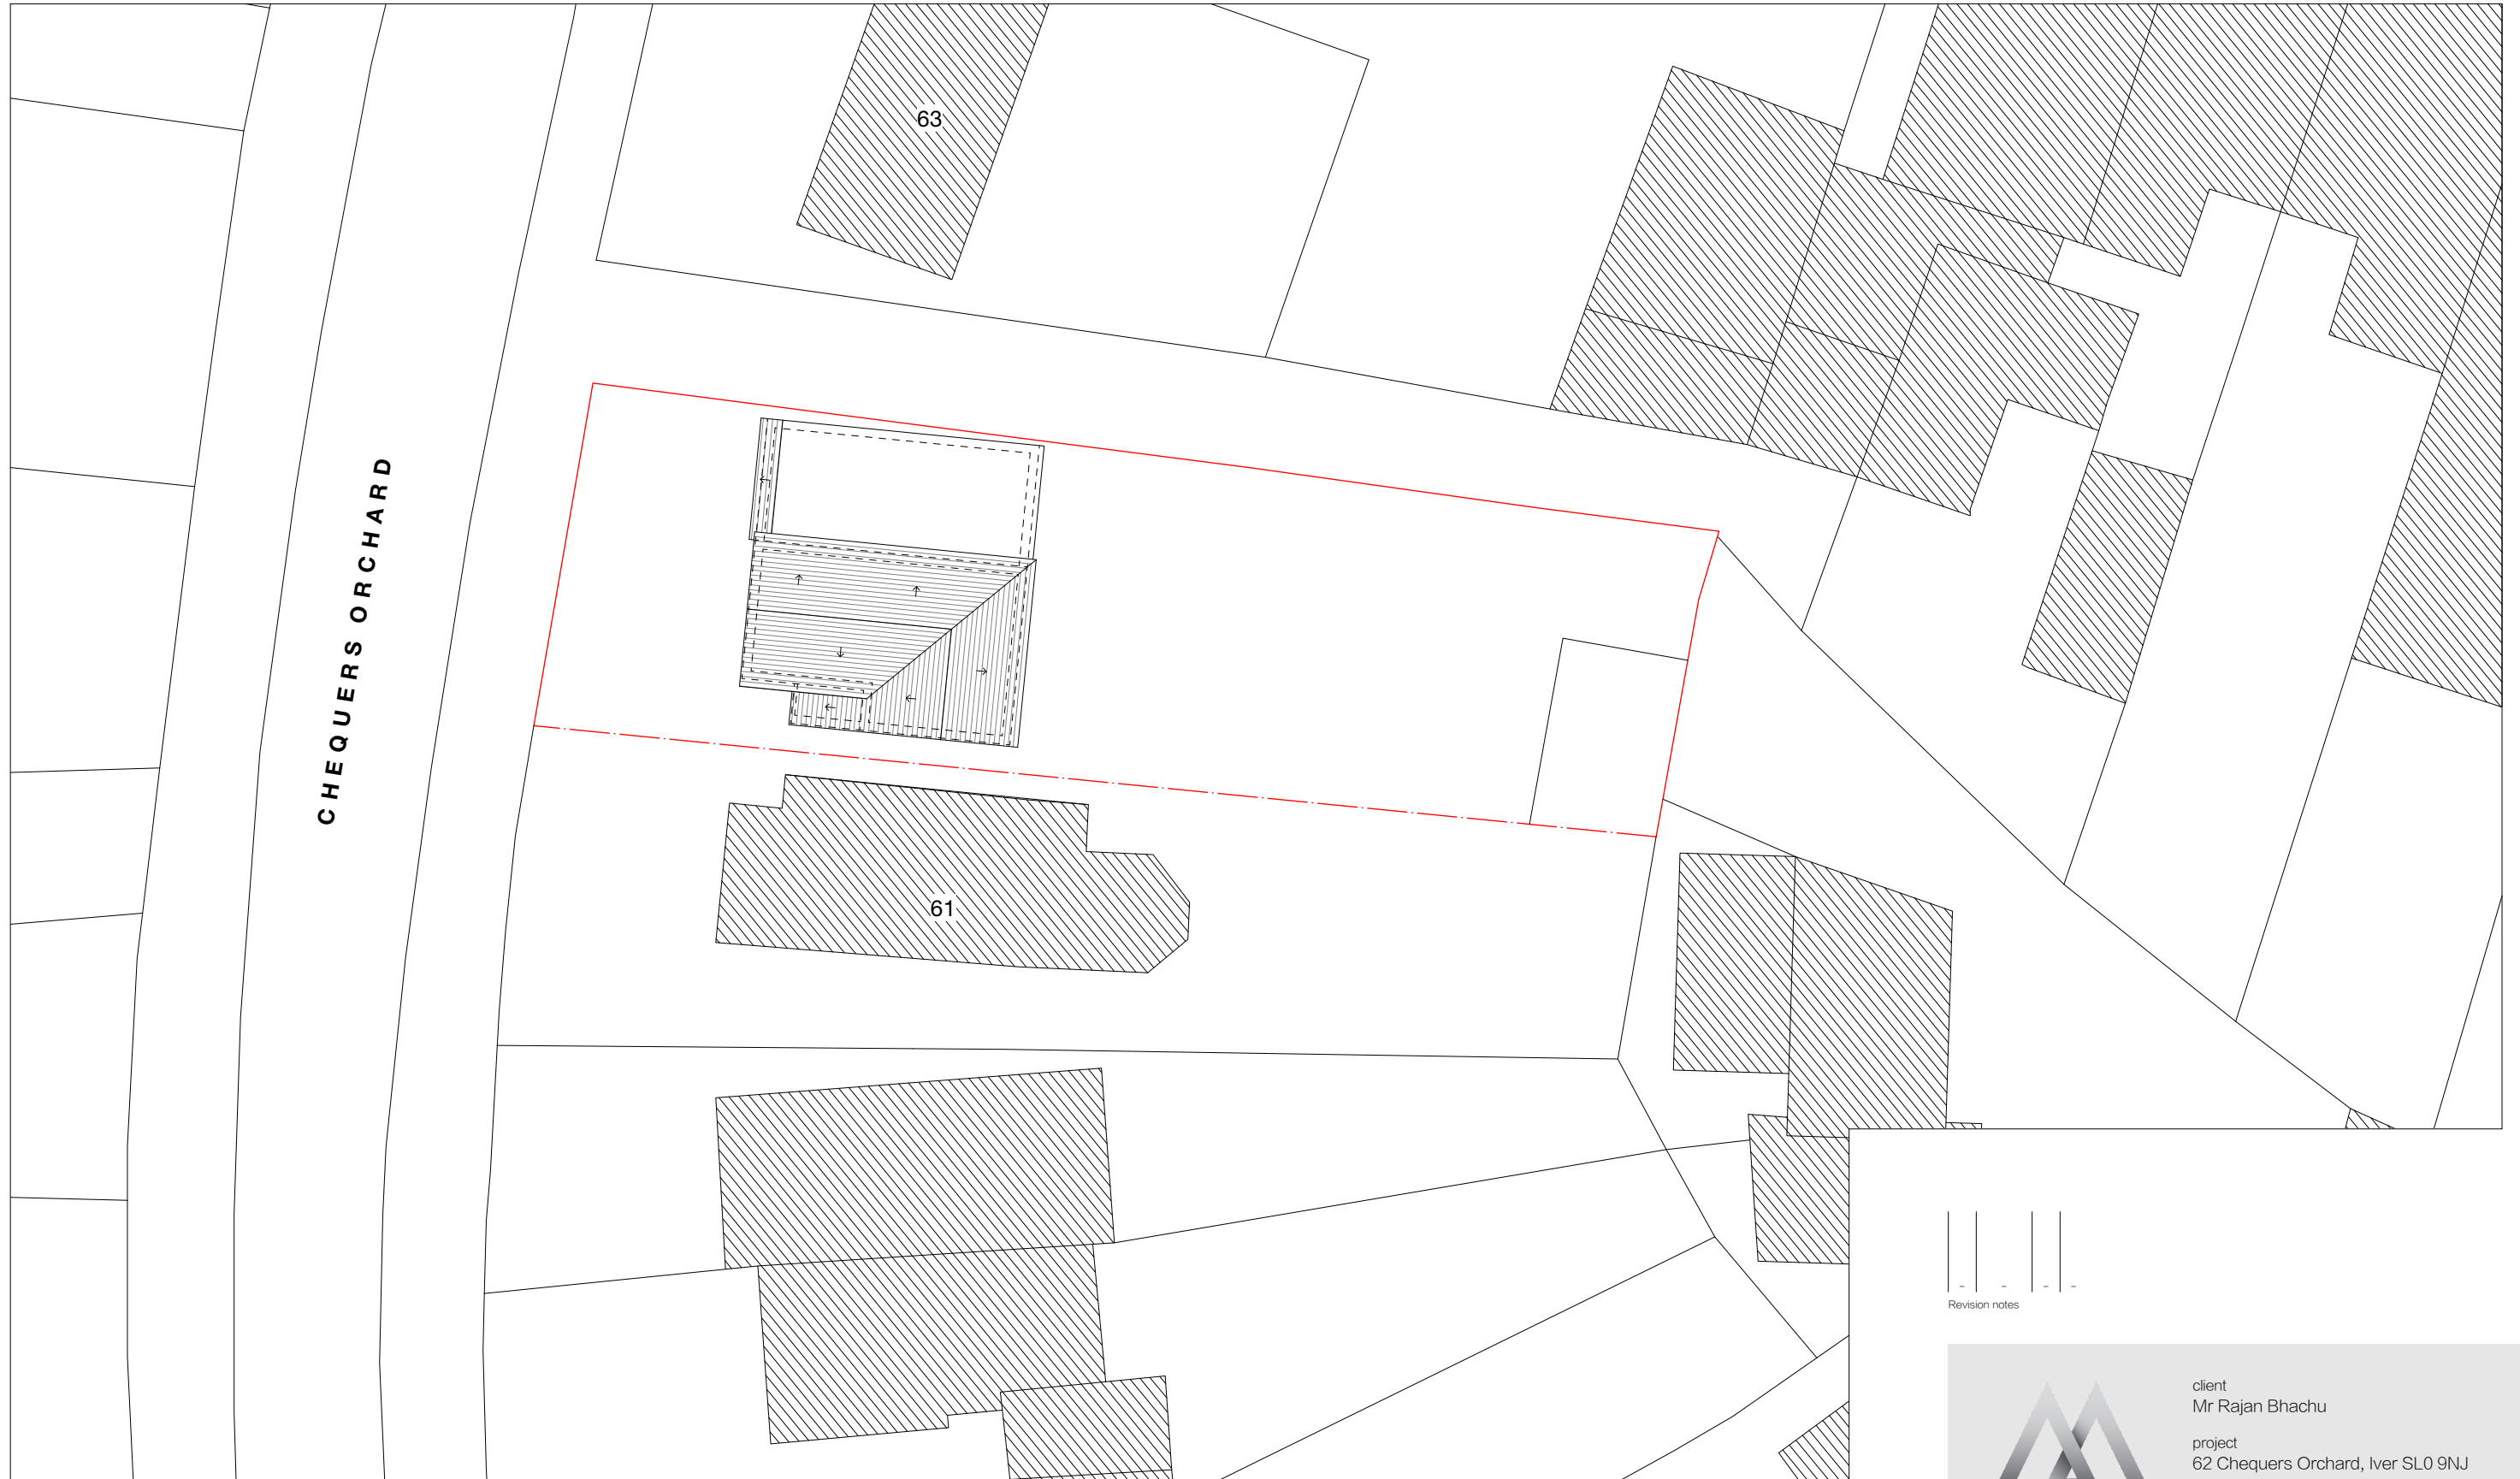 63
CHEQUERS ORCHARD
61
- - - -
Revision notes
client
Mr Rajan Bhachu
project
62 Chequers Orchard, Iver SL0 9NJ